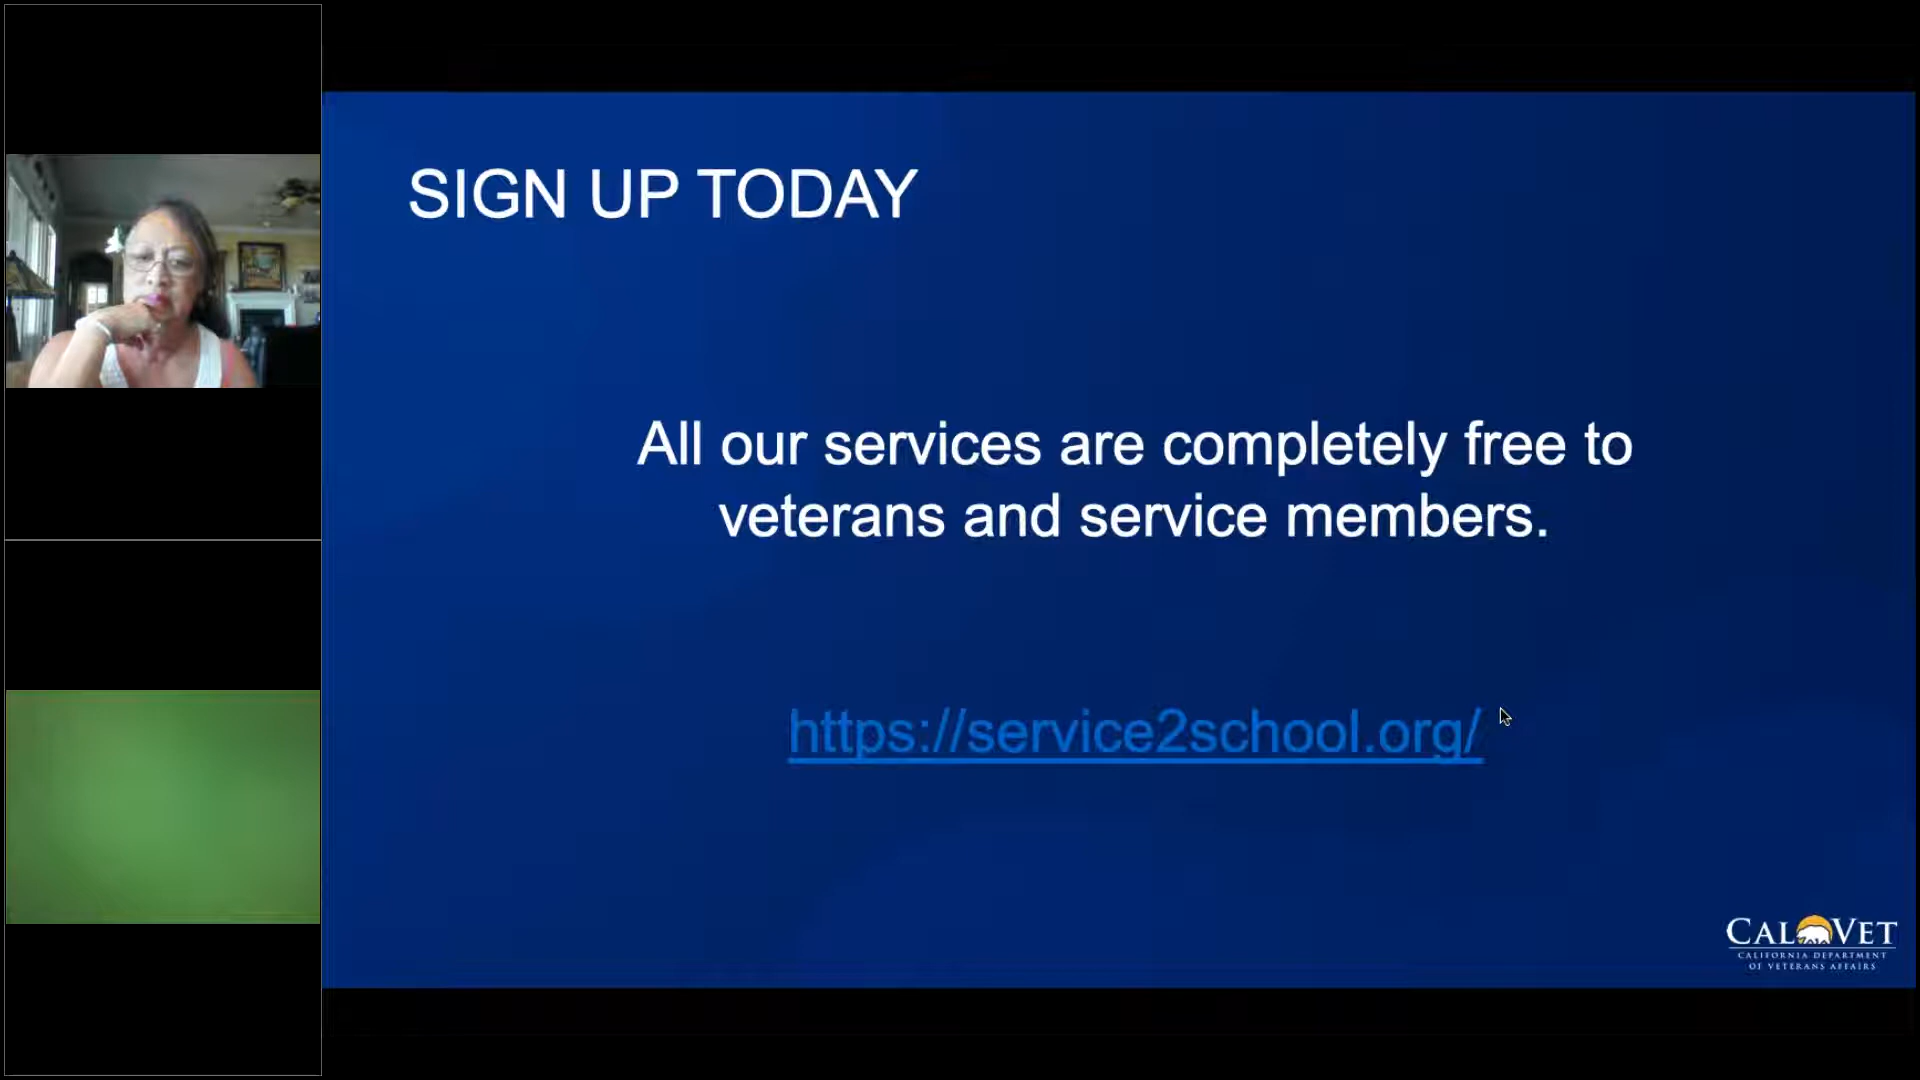 SIGN UP TODAY
All our services are completely free to
veterans and service members.
https://service2school.org/
CALVET
CALIFORNIA DEPARTMENT
OF VETERANS AFFAIRS